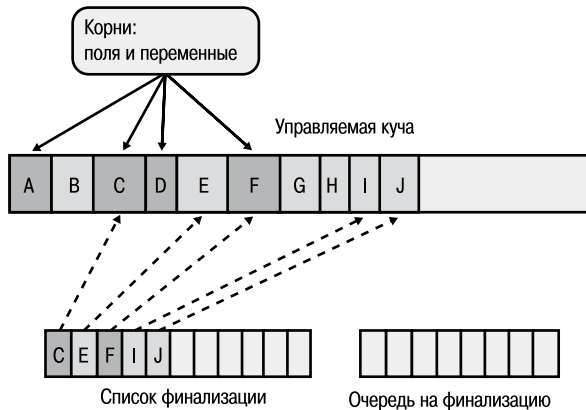 Корни:
поля и переменные
Управляемая куча
A B C D E F G H I J
C E F I J
Список финализации
Очередь на финализацию